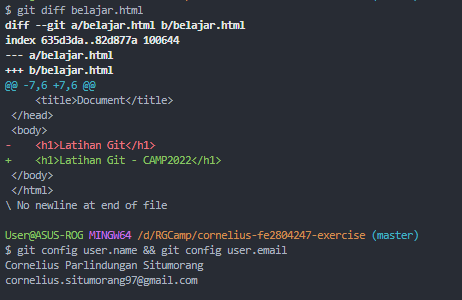 $ git diff belajar.html
diff --git a/belajar.html b/belajar.html
index 635d3da..82d877a 100644
--- a/belajar.html
+++ b/belajar.html
@@ -7,6 +7,6 @@
     <title>Document</title>
 </head>
 <body>
-    <h1>Latihan Git</h1>
+    <h1>Latihan Git - CAMP2022</h1>
 </body>
 </html>
\ No newline at end of file

User@ASUS-ROG MINGW64 /d/RGCamp/cornelius-fe2804247-exercise (master)
$ git config user.name && git config user.email
Cornelius Parlindungan Situmorang
cornelius.situmorang97@gmail.com